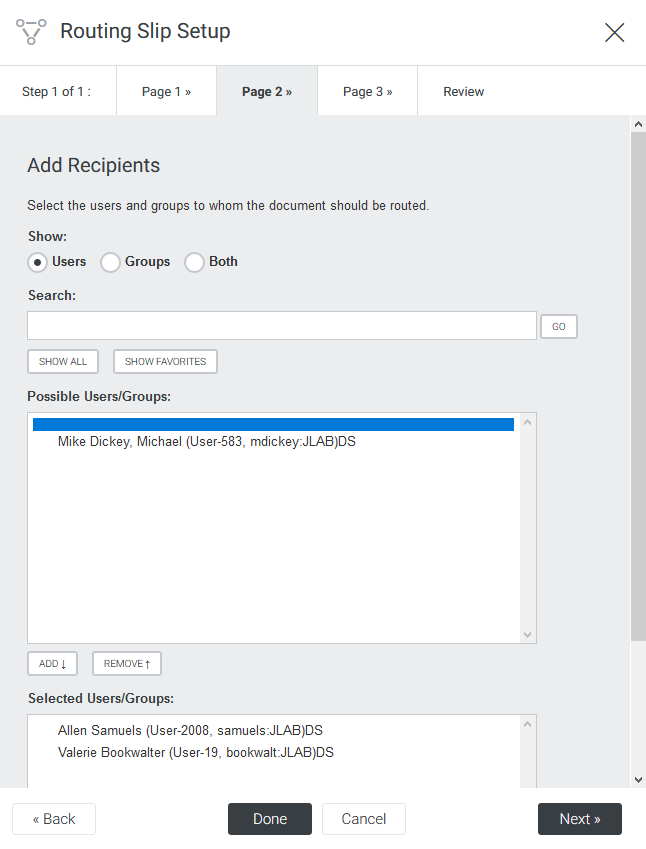 Routing Slip Setup
Step 1 of 1 :
Page 1 »
Page 2 »
Page 3 »
Review
Add Recipients
Select the users and groups to whom the document should be routed.
Show:
Users
Groups
Both
Search:
GO
SHOW ALL
SHOW FAVORITES
Possible Users/Groups:
Mike Dickey, Michael (User-583, mdickey:JLAB)DS
ADD ↓
REMOVE ↑
Selected Users/Groups:
Allen Samuels (User-2008, samuels:JLAB)DS
Valerie Bookwalter (User-19, bookwalt:JLAB)DS
« Back
Done
Cancel
Next »